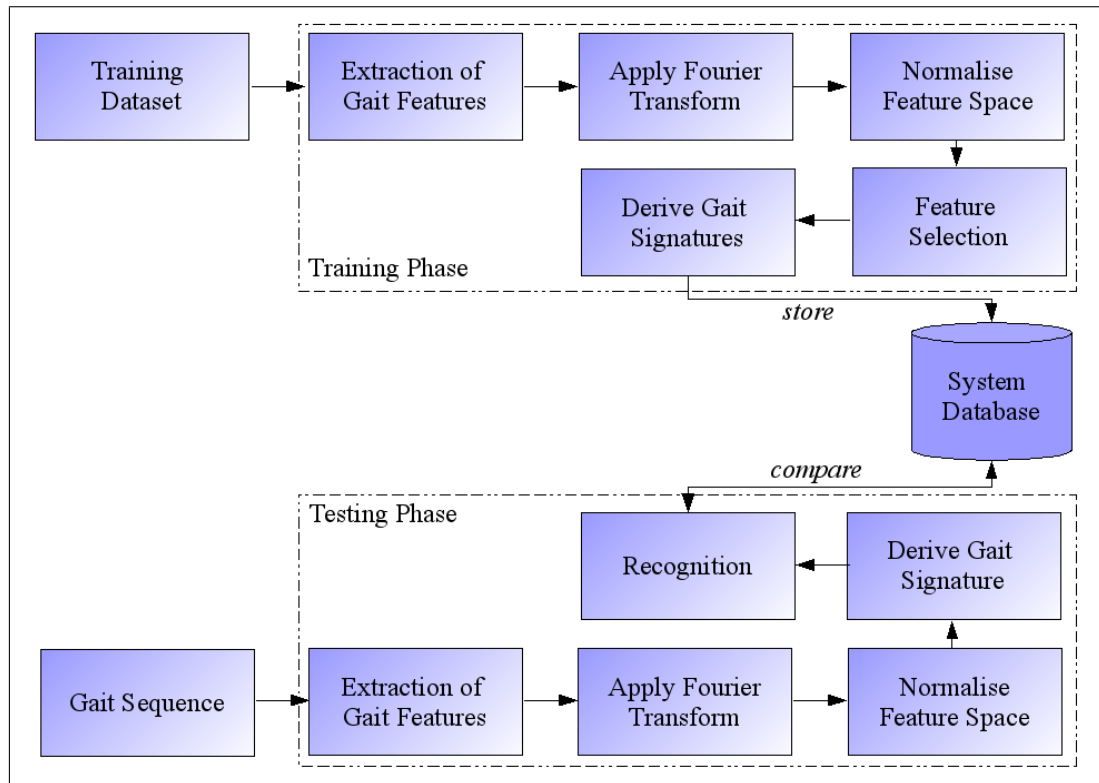 Training
Dataset
Extraction of
Gait Features
Apply Fourier
Transform
Normalise
Feature Space
Derive Gait
Signatures
Feature
Selection
Training Phase
store
System
Database
compare
Testing Phase
Recognition
Derive Gait
Signature
Gait Sequence
Extraction of
Gait Features
Apply Fourier
Transform
Normalise
Feature Space